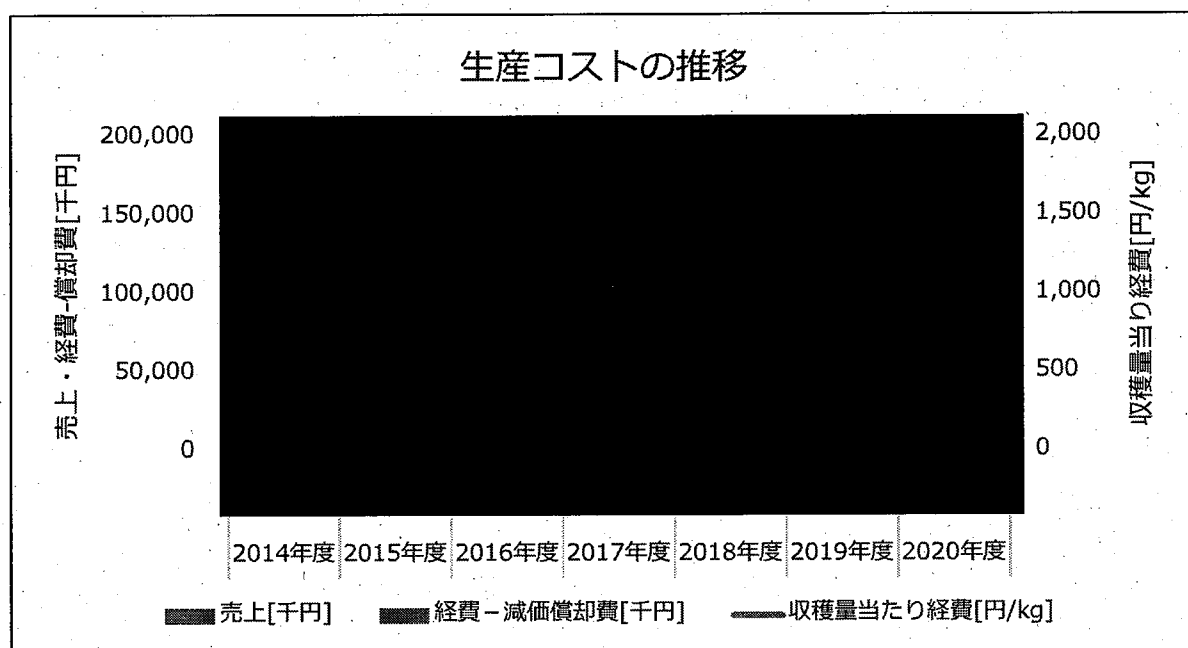 生産コストの推移
売上・経費-償却費[千円]
200,000
150,000
100,000
50,000
0
2,000
1,500
1,000
500
0
収穫量当り経費[円/kg]
2014年度 2015年度 2016年度 2017年度 2018年度 2019年度 2020年度
売上[千円] 経費－減価償却費[千円] 収穫量当たり経費[円/kg]